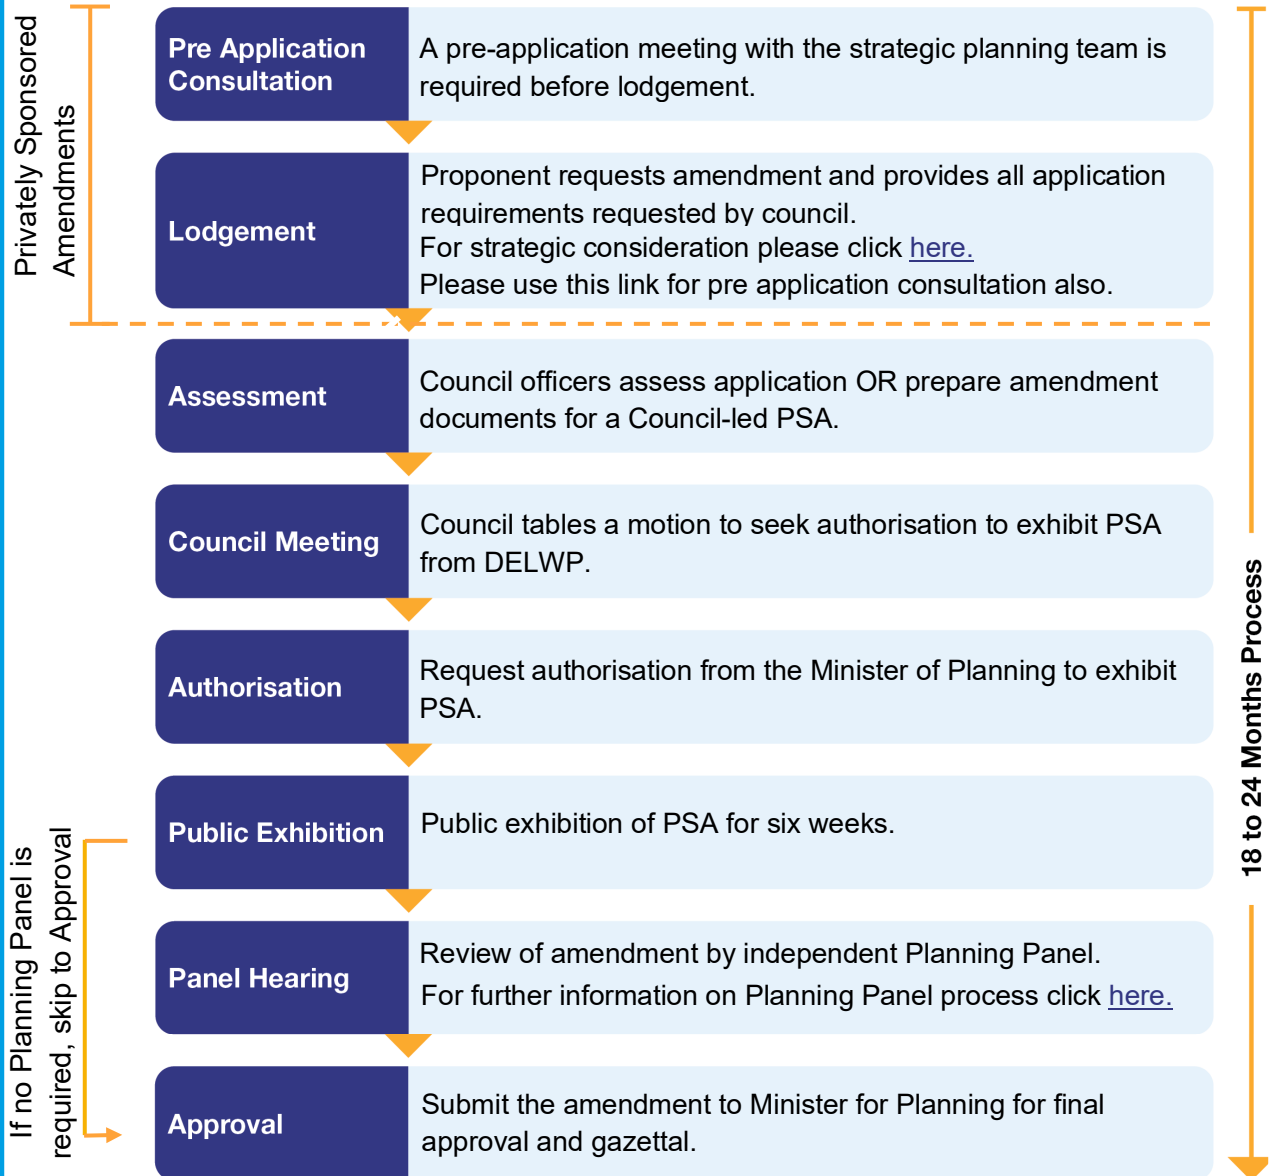 Privately Sponsored
Amendments
Pre Application
Consultation
A pre-application meeting with the strategic planning team is
required before lodgement.
Lodgement
Proponent requests amendment and provides all application
requirements requested by council.
For strategic consideration please click here.
Please use this link for pre application consultation also.
Assessment
Council officers assess application OR prepare amendment
documents for a Council-led PSA.
Council Meeting
Council tables a motion to seek authorisation to exhibit PSA
from DELWP.
Authorisation
Request authorisation from the Minister of Planning to exhibit
PSA.
Public Exhibition
Public exhibition of PSA for six weeks.
Panel Hearing
Review of amendment by independent Planning Panel.
For further information on Planning Panel process click here.
Approval
Submit the amendment to Minister for Planning for final
approval and gazettal.
If no Planning Panel is
required, skip to Approval
18 to 24 Months Process